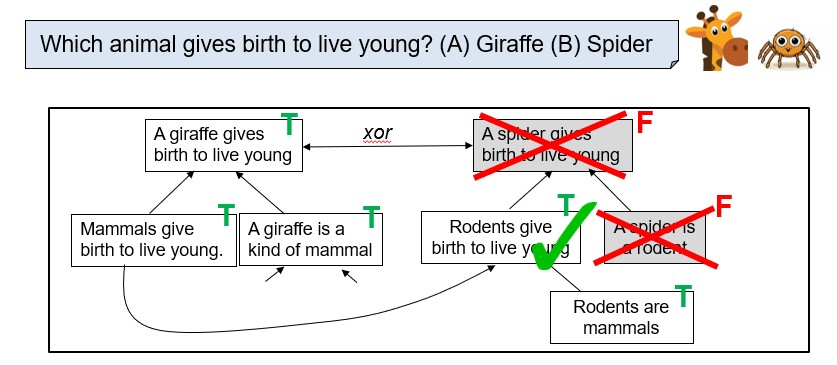 Which animal gives birth to live young? (A) Giraffe (B) Spider
A giraffe gives
birth to live young
T
xor
A spider gives
birth to live young
F
Mammals give
birth to live young.
T
A giraffe is a
kind of mammal
T
Rodents give
birth to live young
T
A spider is
a rodent
F
Rodents are
mammals
T